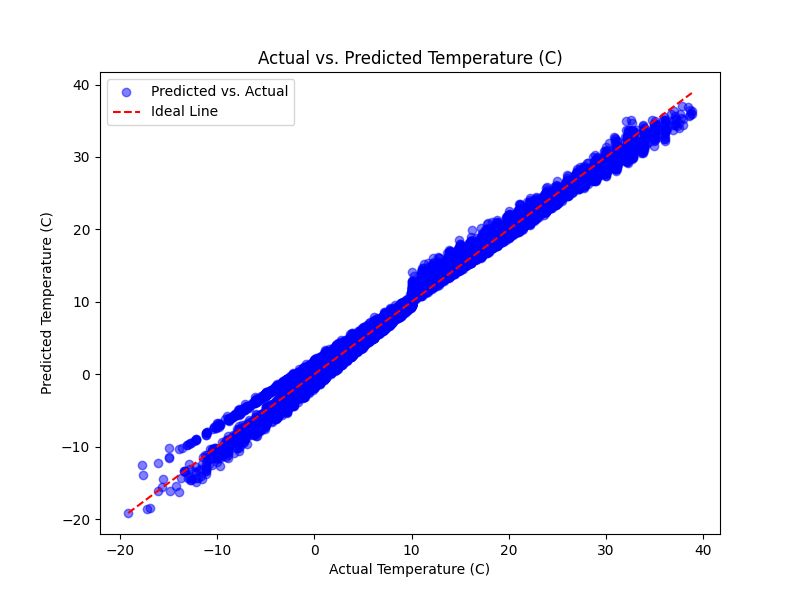 Actual vs. Predicted Temperature (C)
Predicted vs. Actual
Ideal Line
40
30
20
10
0
−10
−20
Predicted Temperature (C)
−20
−10
0
10
20
30
40
Actual Temperature (C)